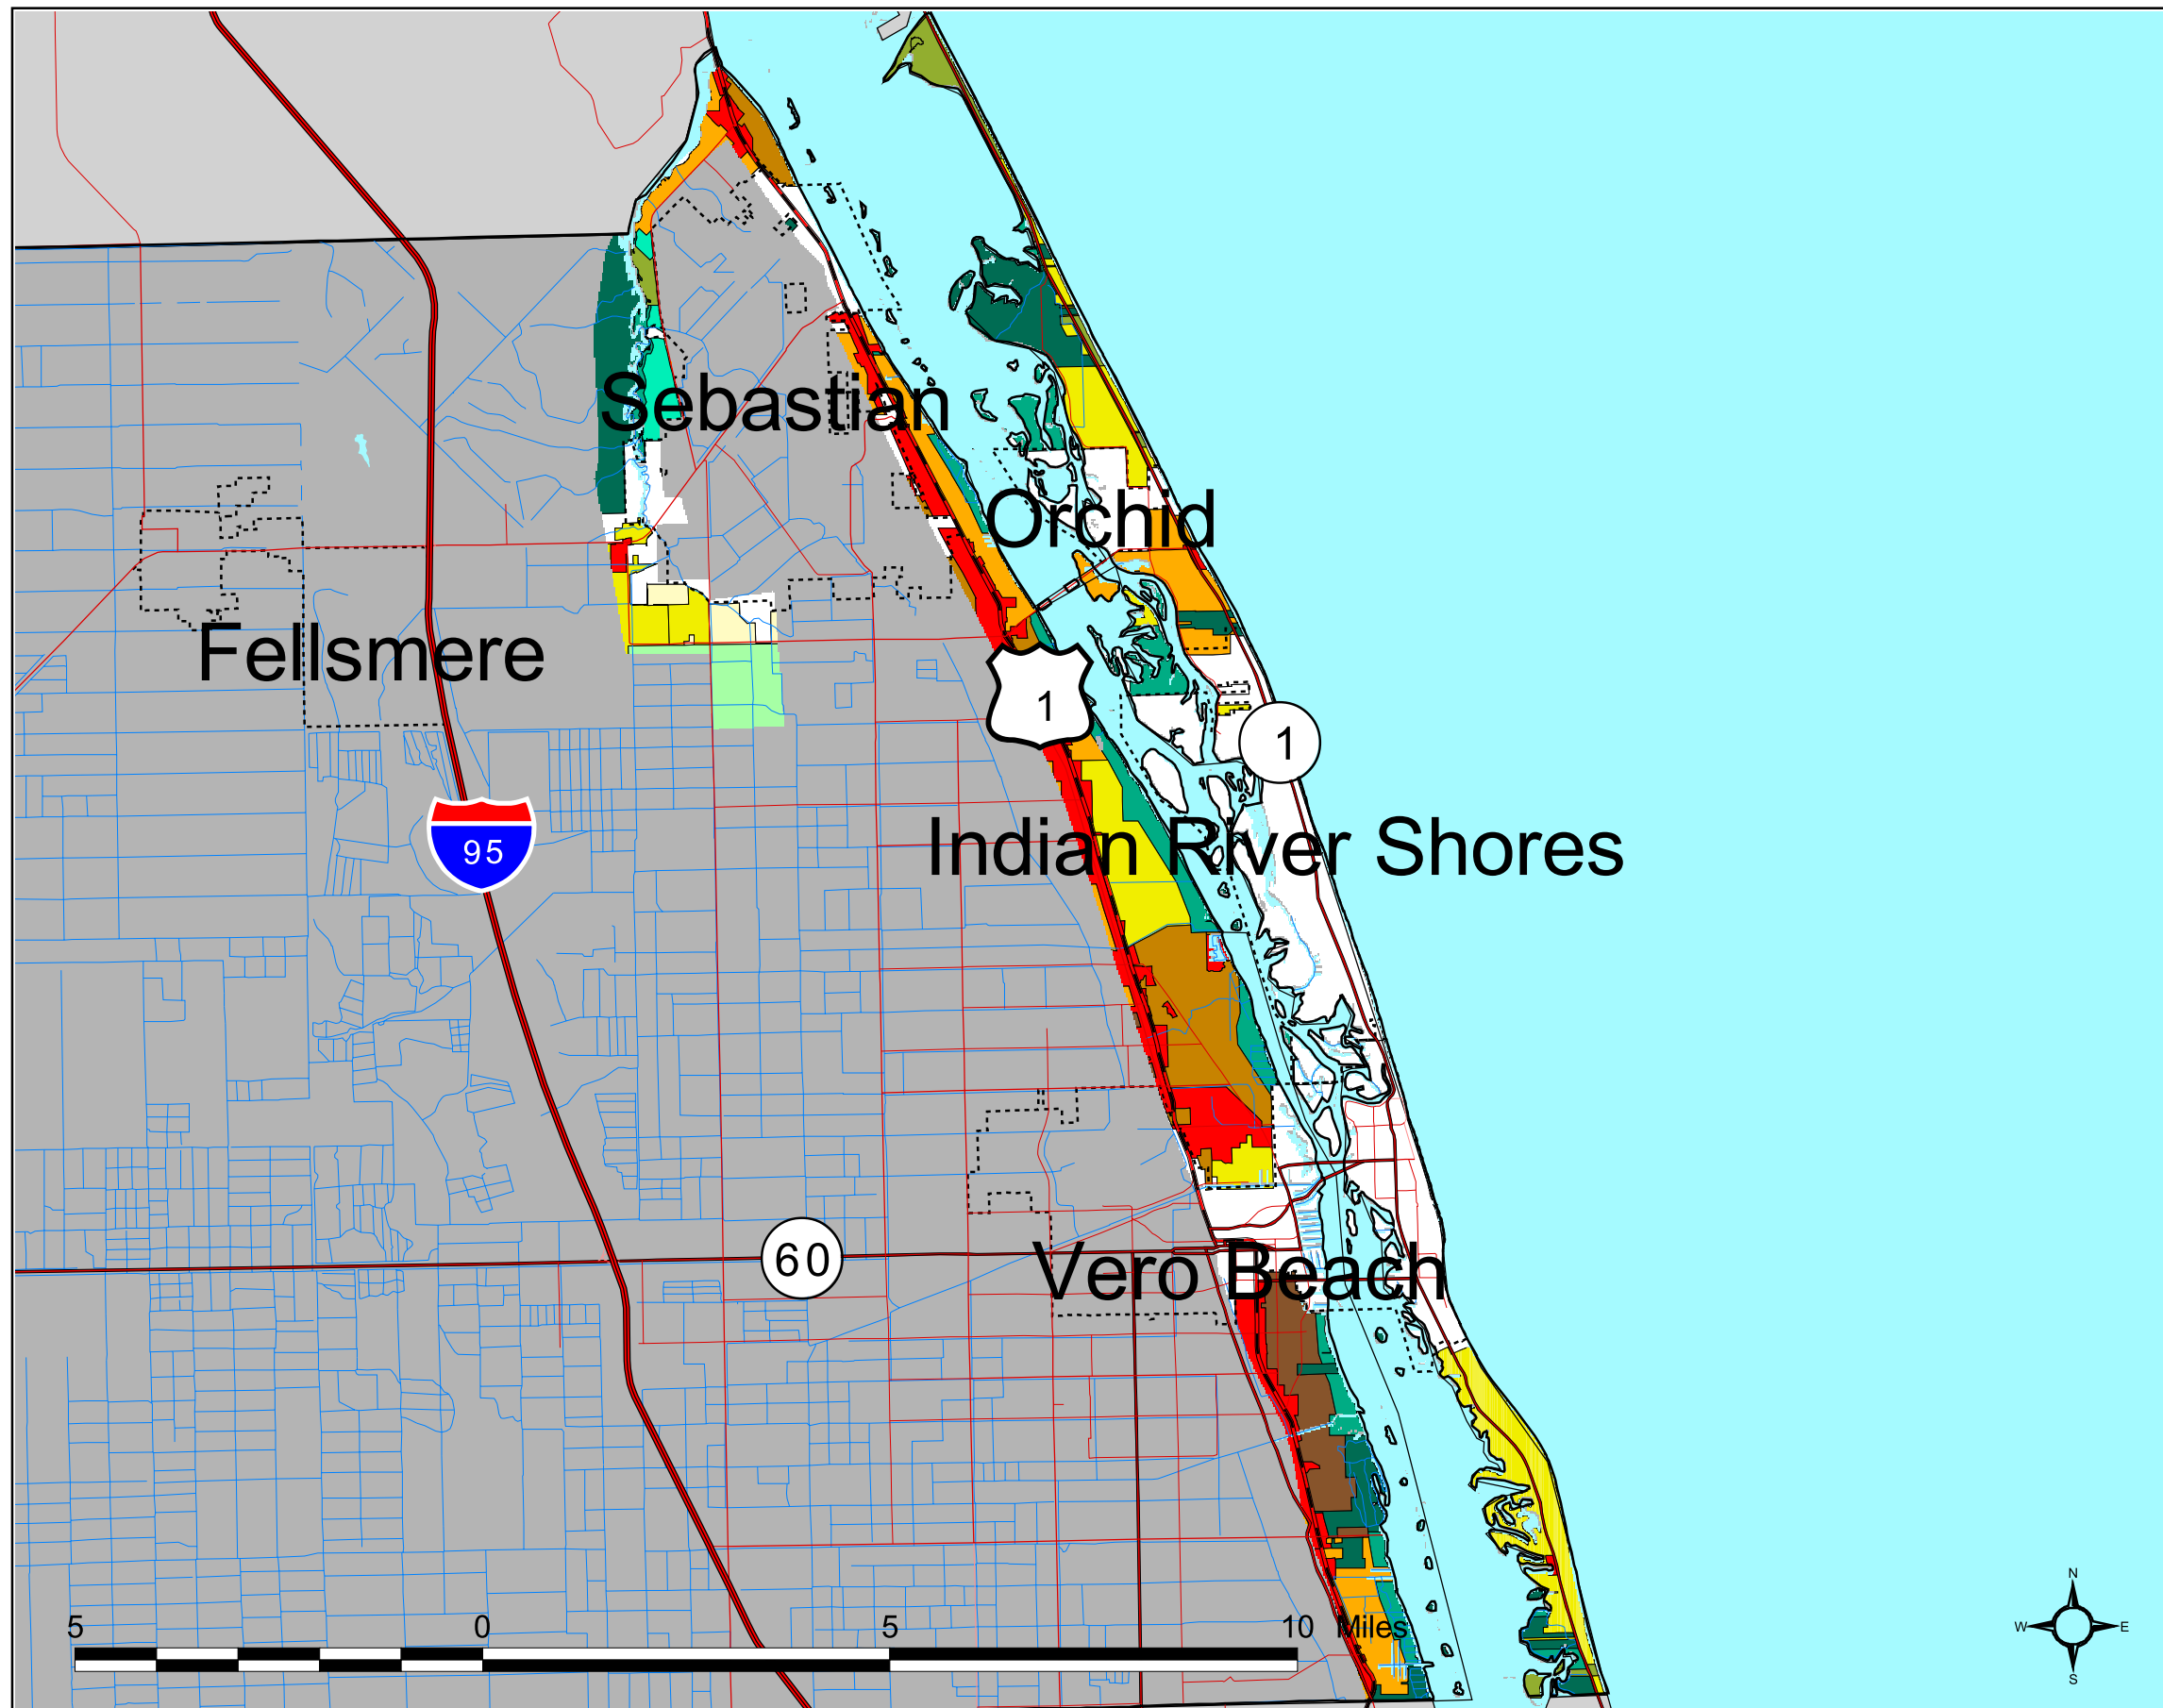 Sebastian
Orchid
Fellsmere
1
1
95
Indian River Shores
60
Vero Beach
5 0 5 10 Miles
N
W E
S